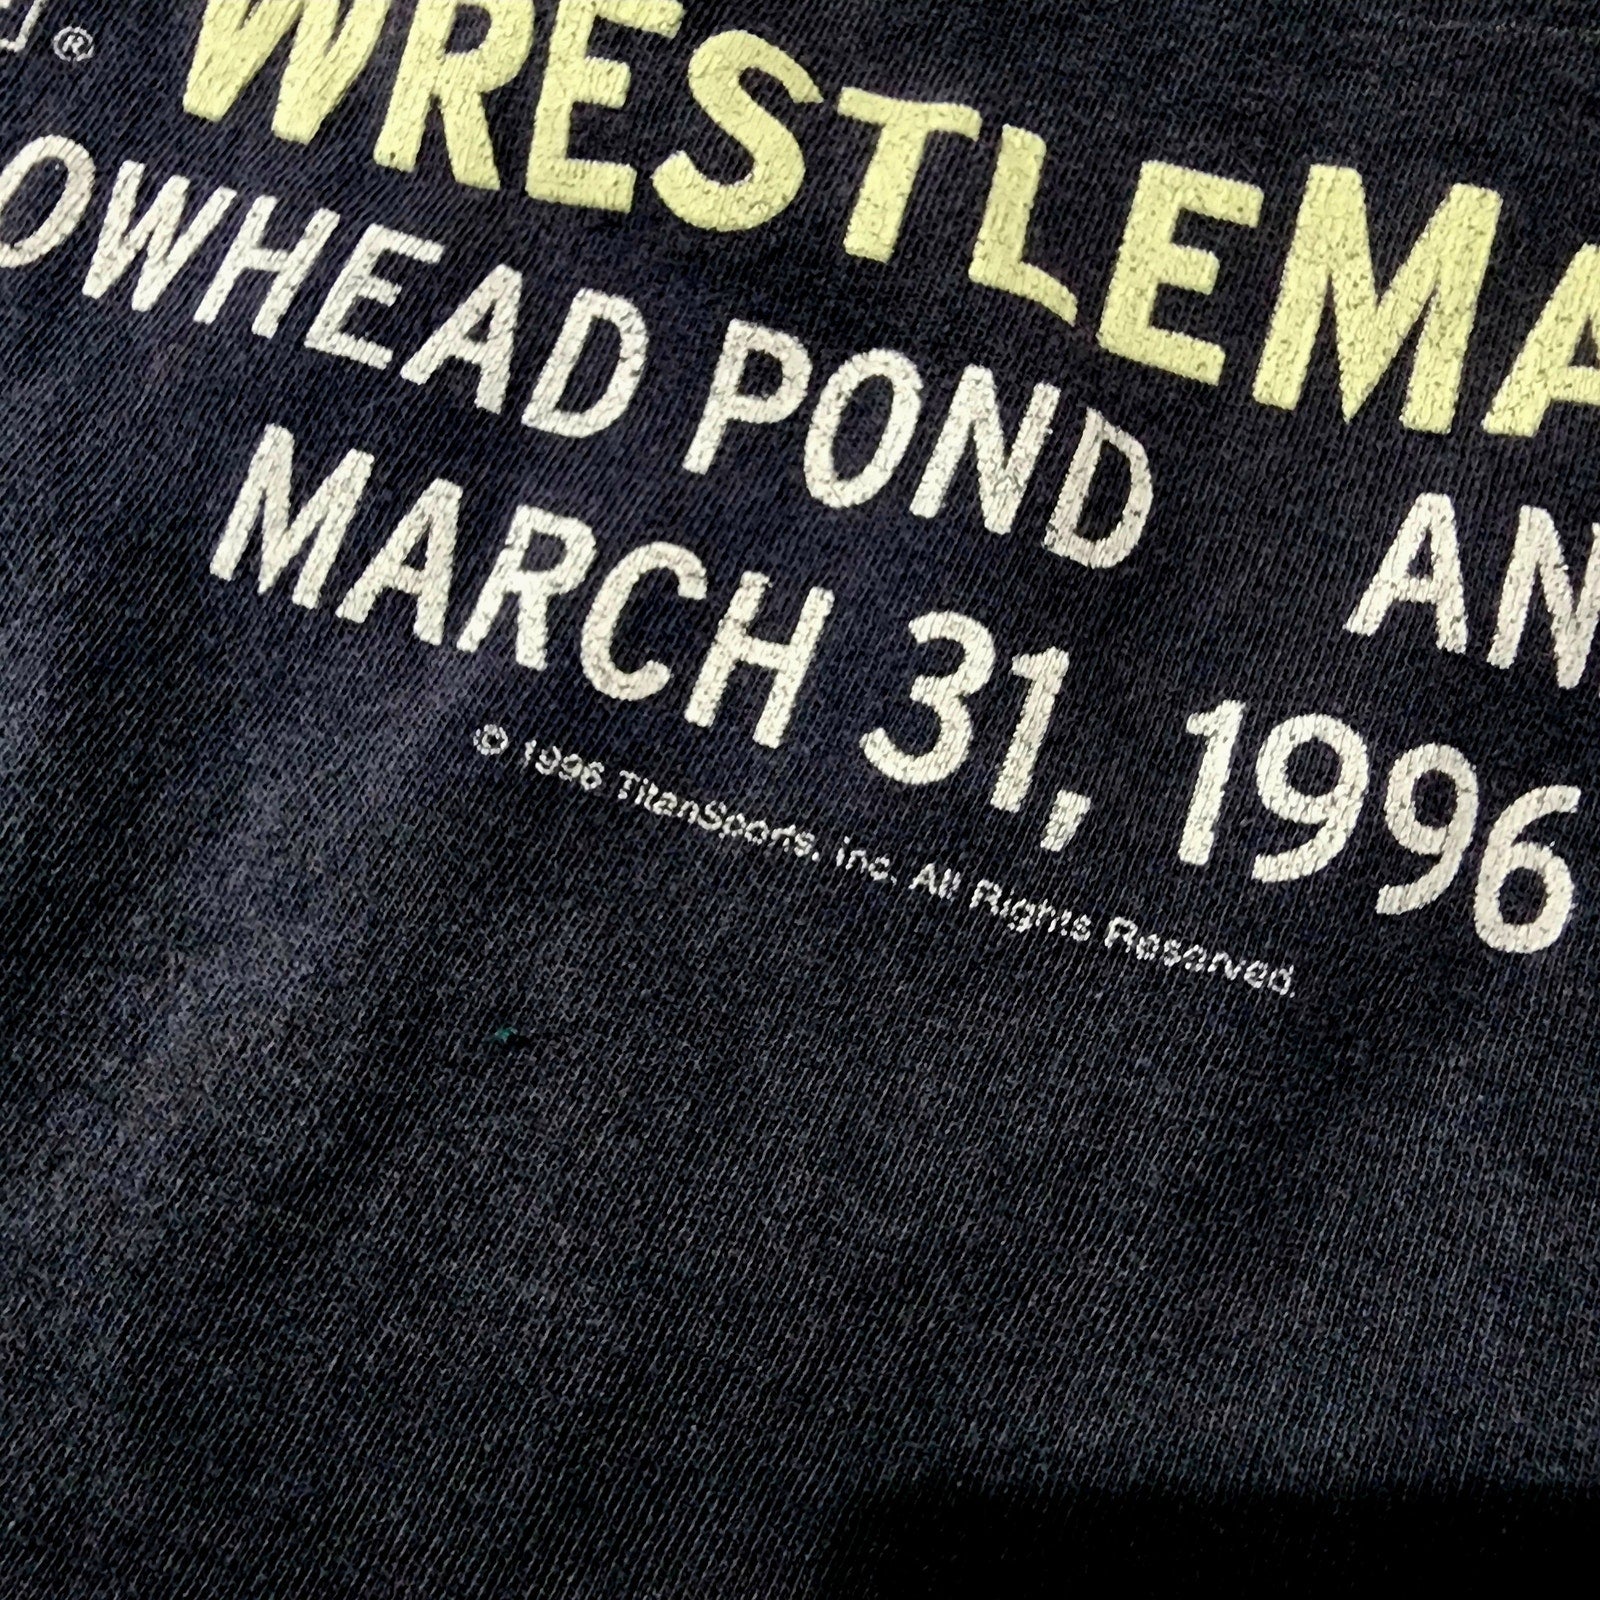 ® WRESTLEMA
OWHEAD POND AN
MARCH 31, 1996
© 1996 TitanSports, Inc. All Rights Reserved.